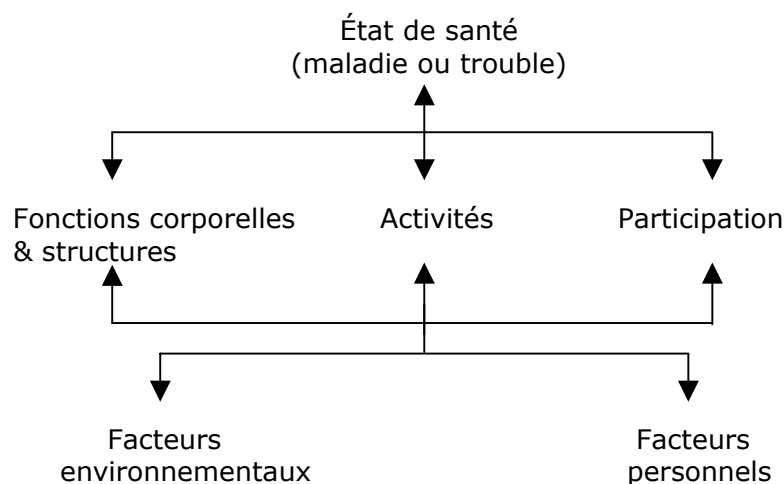 État de santé
(maladie ou trouble)
Fonctions corporelles
& structures
Activités
Participation
Facteurs
environnementaux
Facteurs
personnels